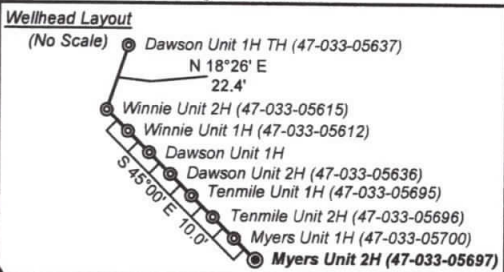 Wellhead Layout
(No Scale)
Dawson Unit 1H TH (47-033-05637)
N 18°26' E
22.4'
Winnie Unit 2H (47-033-05615)
Winnie Unit 1H (47-033-05612)
Dawson Unit 1H
Dawson Unit 2H (47-033-05636)
Tenmile Unit 1H (47-033-05695)
S 45°00' E 10.0'
Tenmile Unit 2H (47-033-05696)
Myers Unit 1H (47-033-05700)
Myers Unit 2H (47-033-05697)